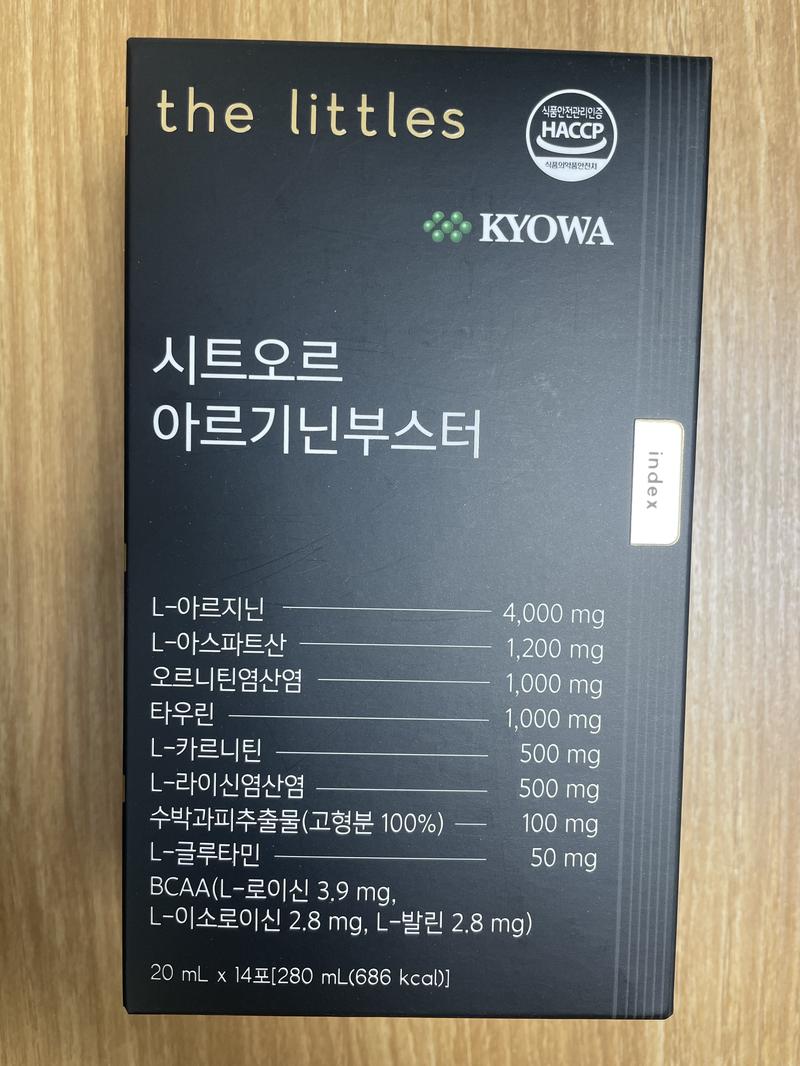 the littles
식품안전관리인증
HACCP
식품의약품안전처
KYOWA
시트오르
아르기닌부스터
index
L-아르지닌 4,000 mg
L-아스파트산 1,200 mg
오르니틴염산염 1,000 mg
타우린 1,000 mg
L-카르니틴 500 mg
L-라이신염산염 500 mg
수박과피추출물(고형분 100%) 100 mg
L-글루타민 50 mg
BCAA(L-로이신 3.9 mg,
L-이소로이신 2.8 mg, L-발린 2.8 mg)
20 mL x 14포[280 mL(686 kcal)]